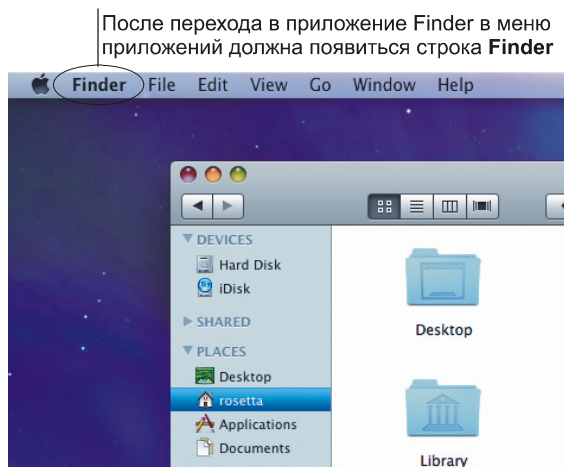 После перехода в приложение Finder в меню
приложений должна появиться строка Finder
Finder File Edit View Go Window Help
DEVICES
Hard Disk
iDisk
SHARED
PLACES
Desktop
rosetta
Applications
Documents
Desktop
Library